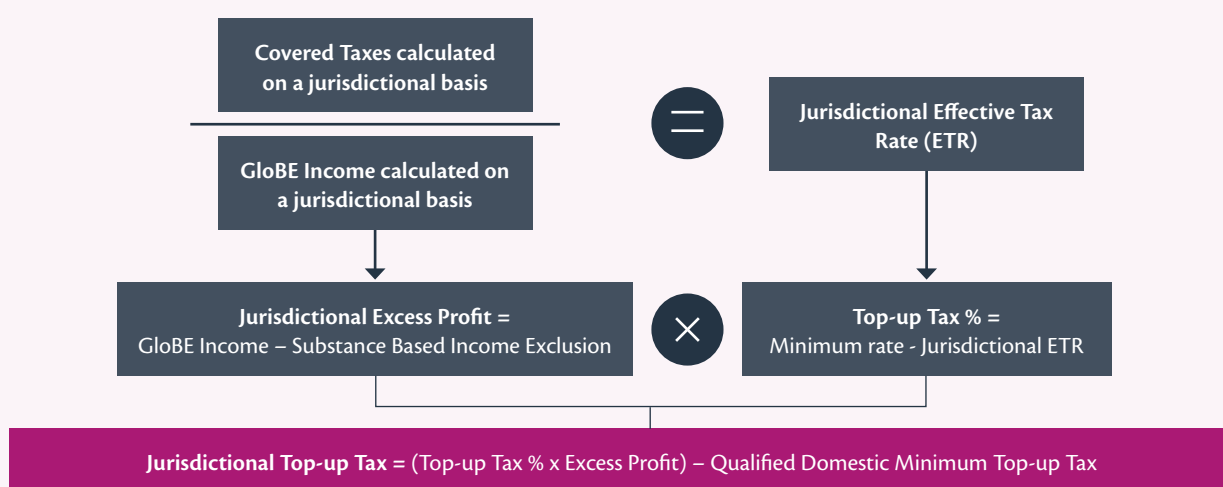 Covered Taxes calculated
on a jurisdictional basis
=
Jurisdictional Effective Tax
Rate (ETR)
GloBE Income calculated on
a jurisdictional basis
Jurisdictional Excess Profit =
GloBE Income – Substance Based Income Exclusion
×
Top-up Tax % =
Minimum rate - Jurisdictional ETR
Jurisdictional Top-up Tax = (Top-up Tax % x Excess Profit) – Qualified Domestic Minimum Top-up Tax